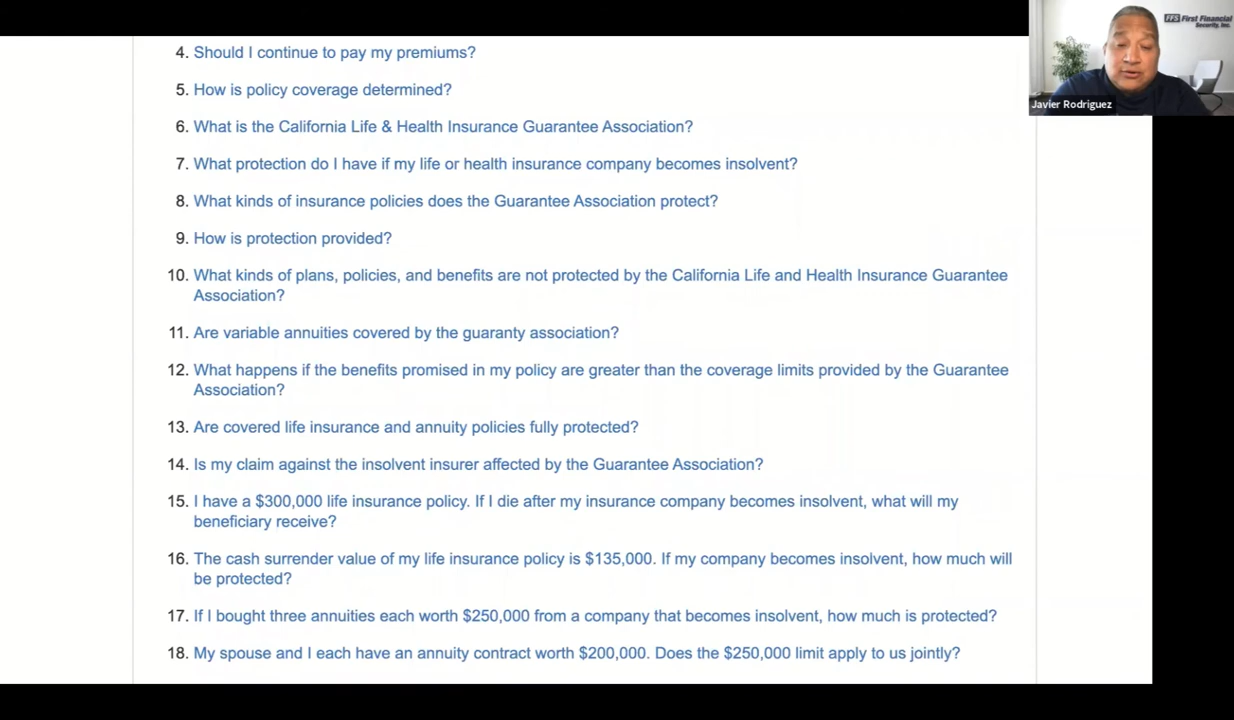 4. Should I continue to pay my premiums?
5. How is policy coverage determined?
6. What is the California Life & Health Insurance Guarantee Association?
7. What protection do I have if my life or health insurance company becomes insolvent?
8. What kinds of insurance policies does the Guarantee Association protect?
9. How is protection provided?
10. What kinds of plans, policies, and benefits are not protected by the California Life and Health Insurance Guarantee
Association?
11. Are variable annuities covered by the guaranty association?
12. What happens if the benefits promised in my policy are greater than the coverage limits provided by the Guarantee
Association?
13. Are covered life insurance and annuity policies fully protected?
14. Is my claim against the insolvent insurer affected by the Guarantee Association?
15. I have a $300,000 life insurance policy. If I die after my insurance company becomes insolvent, what will my
beneficiary receive?
16. The cash surrender value of my life insurance policy is $135,000. If my company becomes insolvent, how much will
be protected?
17. If I bought three annuities each worth $250,000 from a company that becomes insolvent, how much is protected?
18. My spouse and I each have an annuity contract worth $200,000. Does the $250,000 limit apply to us jointly?
FFS First Financial
Security, Inc.
Javier Rodriguez